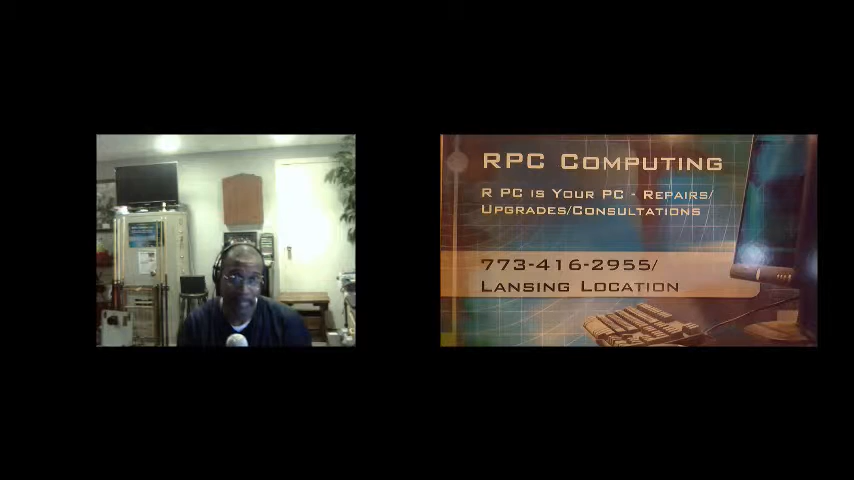 RPC Computing
R PC is Your PC - Repairs/
Upgrades/Consultations
773-416-2955/
Lansing Location